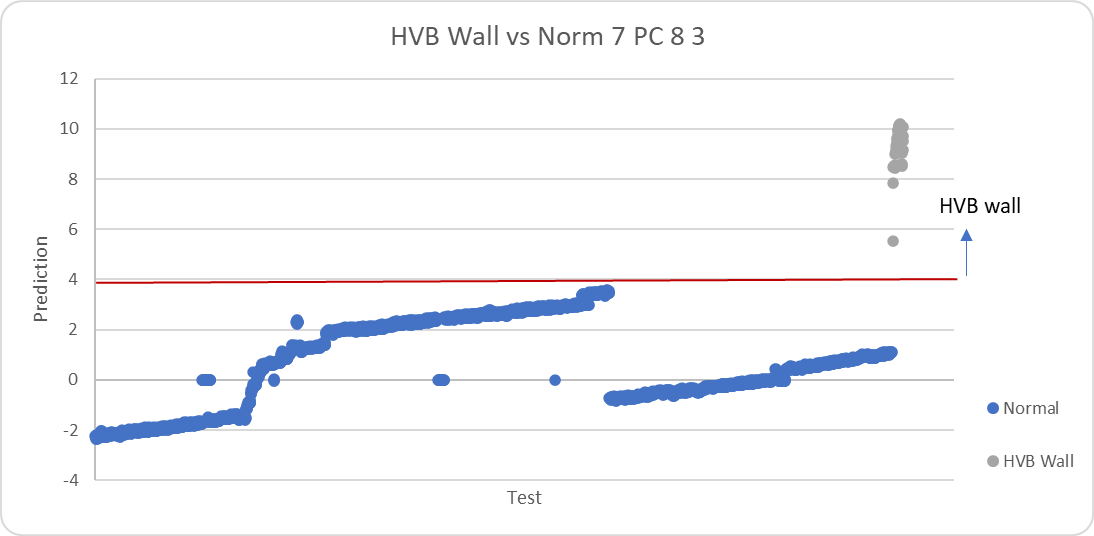 HVB Wall vs Norm 7 PC 8 3
12
10
8
6
4
2
0
-2
-4
Prediction
Test
HVB wall
Normal
HVB Wall